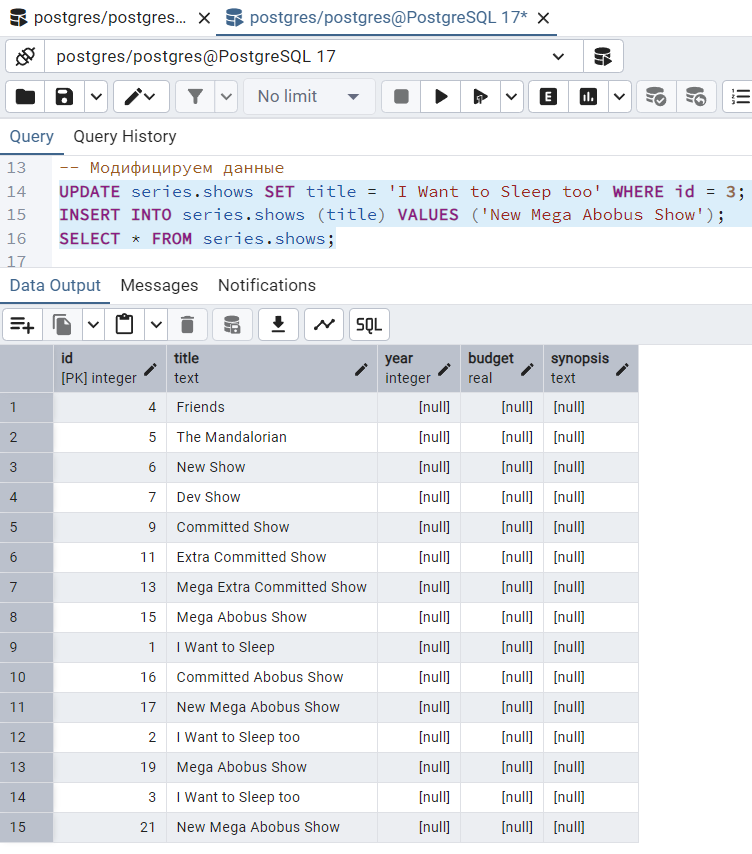 postgres/postgres... postgres/postgres@PostgreSQL 17*
postgres/postgres@PostgreSQL 17
No limit
E
Query Query History
13 -- Модифицируем данные
14 UPDATE series.shows SET title = 'I Want to Sleep too' WHERE id = 3;
15 INSERT INTO series.shows (title) VALUES ('New Mega Abobus Show');
16 SELECT * FROM series.shows;
17
Data Output Messages Notifications
SQL
id title year budget synopsis
[PK] integer text integer real text
1 4 Friends [null] [null] [null]
2 5 The Mandalorian [null] [null] [null]
3 6 New Show [null] [null] [null]
4 7 Dev Show [null] [null] [null]
5 9 Committed Show [null] [null] [null]
6 11 Extra Committed Show [null] [null] [null]
7 13 Mega Extra Committed Show [null] [null] [null]
8 15 Mega Abobus Show [null] [null] [null]
9 1 I Want to Sleep [null] [null] [null]
10 16 Committed Abobus Show [null] [null] [null]
11 17 New Mega Abobus Show [null] [null] [null]
12 2 I Want to Sleep too [null] [null] [null]
13 19 Mega Abobus Show [null] [null] [null]
14 3 I Want to Sleep too [null] [null] [null]
15 21 New Mega Abobus Show [null] [null] [null]